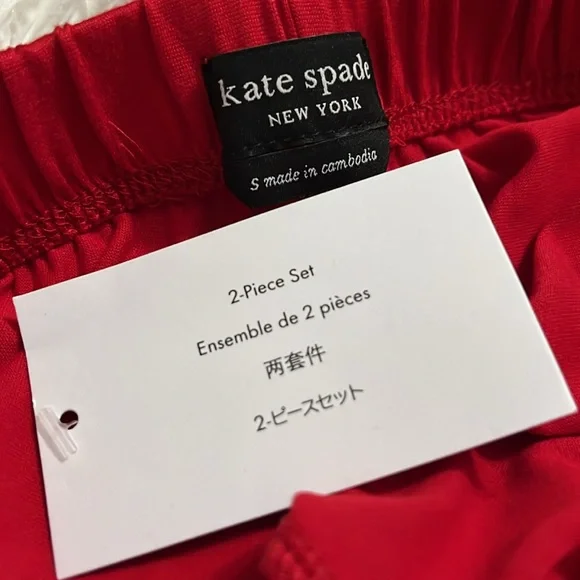 kate spade
NEW YORK
S made in cambodia
2-Piece Set
Ensemble de 2 pièces
两套件
2-ピースセット